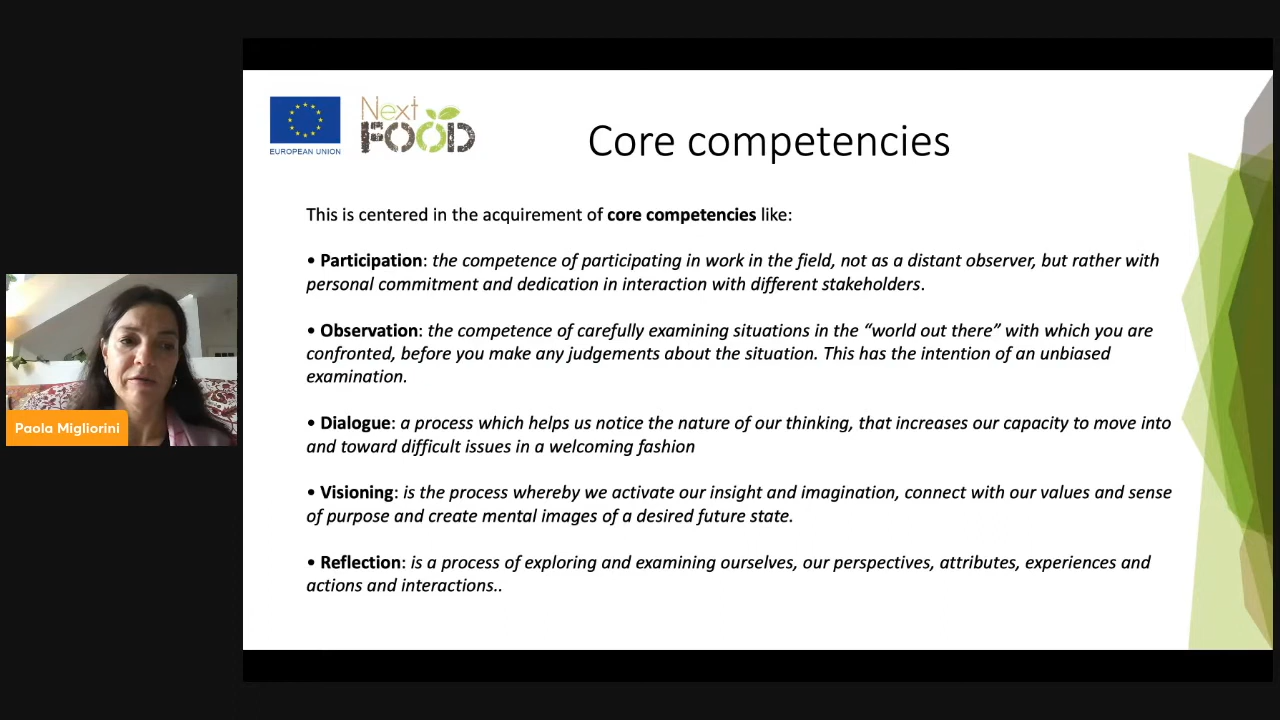 EUROPEAN UNION
Next
FOOD
Core competencies
This is centered in the acquirement of core competencies like:
• Participation: the competence of participating in work in the field, not as a distant observer, but rather with
personal commitment and dedication in interaction with different stakeholders.
• Observation: the competence of carefully examining situations in the “world out there” with which you are
confronted, before you make any judgements about the situation. This has the intention of an unbiased
examination.
• Dialogue: a process which helps us notice the nature of our thinking, that increases our capacity to move into
and toward difficult issues in a welcoming fashion
• Visioning: is the process whereby we activate our insight and imagination, connect with our values and sense
of purpose and create mental images of a desired future state.
• Reflection: is a process of exploring and examining ourselves, our perspectives, attributes, experiences and
actions and interactions..
Paola Migliorini